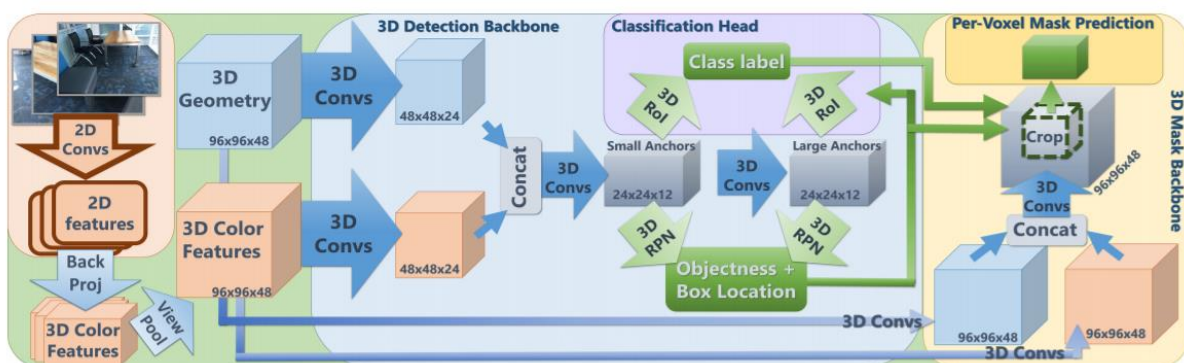 3D Detection Backbone
Classification Head
Per-Voxel Mask Prediction
3D Mask Backbone
2D
Convs
2D
features
Back
Proj
3D Color
Features
View
Pool
3D
Geometry
96x96x48
3D Color
Features
96x96x48
3D
Convs
3D
Convs
48x48x24
48x48x24
Concat
3D
Convs
Small Anchors
24x24x12
3D
Convs
Large Anchors
24x24x12
Class label
3D
RoI
3D
RoI
3D
RPN
3D
RPN
Objectness +
Box Location
Crop
96x96x48
3D
Convs
Concat
96x96x48
96x96x48
3D Convs
3D Convs